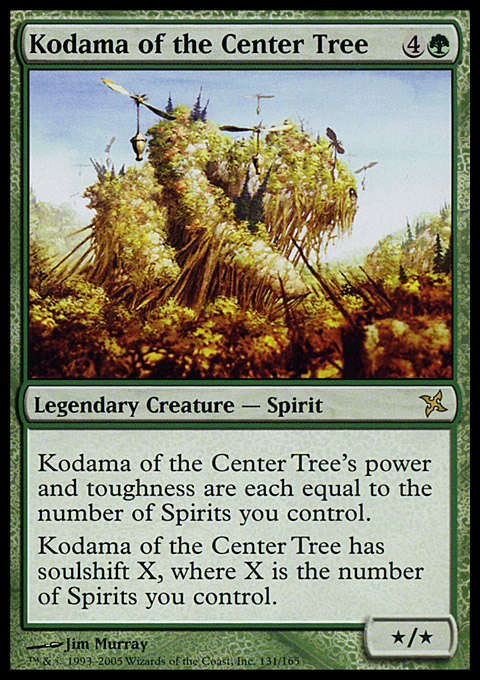 Kodama of the Center Tree 4
Legendary Creature — Spirit
Kodama of the Center Tree's power
and toughness are each equal to the
number of Spirits you control.
Kodama of the Center Tree has
soulshift X, where X is the number
of Spirits you control.
Jim Murray
™ & © 1993–2005 Wizards of the Coast, Inc. 131/165
★/★